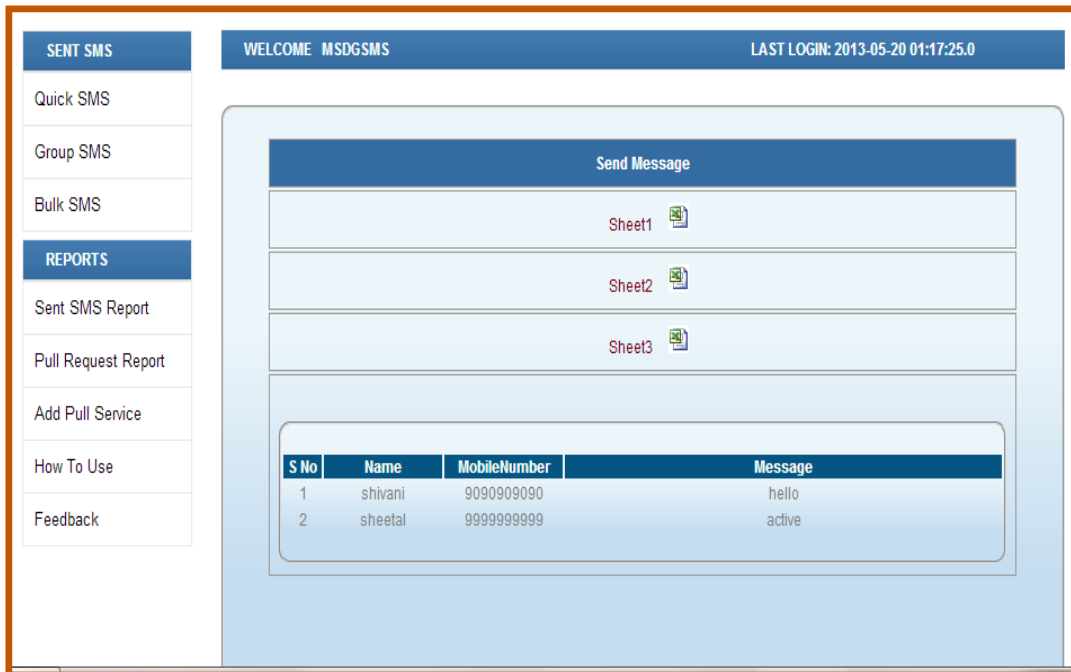 SENT SMS
Quick SMS
Group SMS
Bulk SMS
REPORTS
Sent SMS Report
Pull Request Report
Add Pull Service
How To Use
Feedback
WELCOME MSDGSMS LAST LOGIN: 2013-05-20 01:17:25.0
Send Message
Sheet1
Sheet2
Sheet3
S No Name MobileNumber Message
1 shivani 9090909090 hello
2 sheetal 9999999999 active